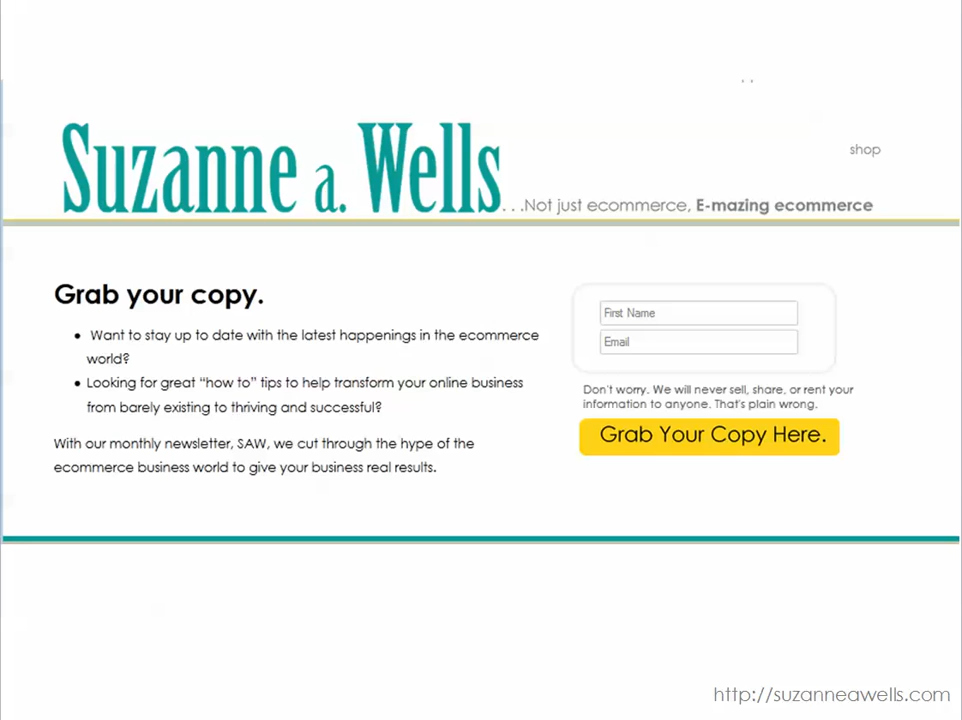 shop
Suzanne a. Wells
. . .Not just ecommerce, E-mazing ecommerce
Grab your copy.
• Want to stay up to date with the latest happenings in the ecommerce
world?
• Looking for great “how to” tips to help transform your online business
from barely existing to thriving and successful?
With our monthly newsletter, SAW, we cut through the hype of the
ecommerce business world to give your business real results.
First Name
Email
Don't worry. We will never sell, share, or rent your
information to anyone. That's plain wrong.
Grab Your Copy Here.
http://suzanneawells.com